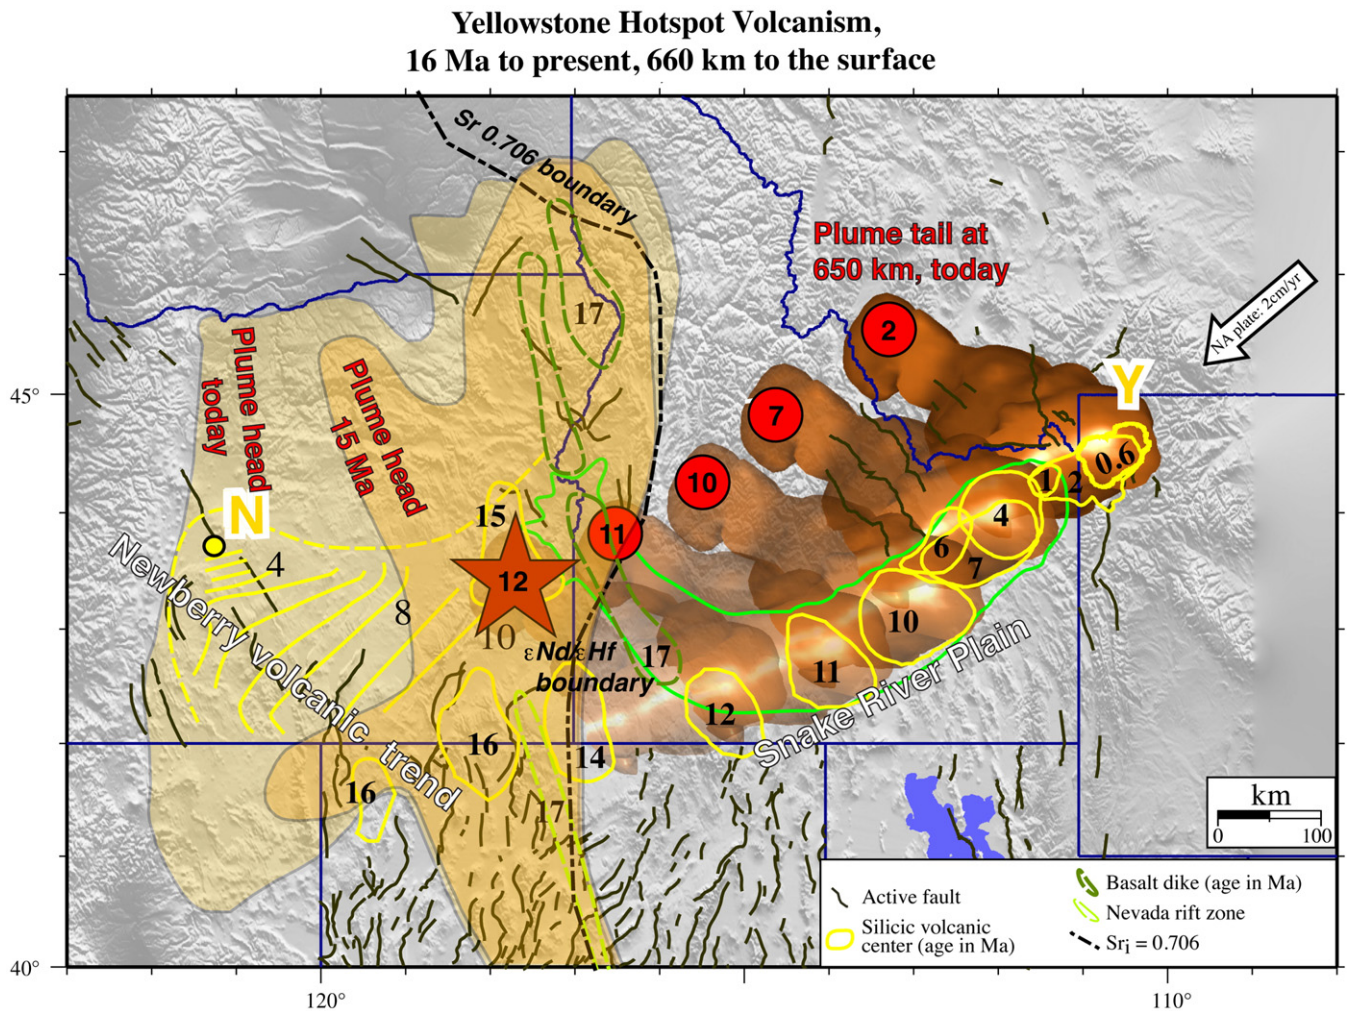 Yellowstone Hotspot Volcanism,
16 Ma to present, 660 km to the surface
Sr 0.706 boundary
Plume tail at
650 km, today
NA plate: 2cm/yr
17
2
Plume head
today
Plume head
15 Ma
Y
45°
7
10
0.6
1
2
N
15
11
4
6
4
12
7
8
10
10
εNd/εHf
boundary
17
11
12
Newberry volcanic trend
Snake River Plain
16
14
16
17
km
0
100
Active fault
Silicic volcanic
center (age in Ma)
Basalt dike (age in Ma)
Nevada rift zone
Sri = 0.706
40°
120°
110°